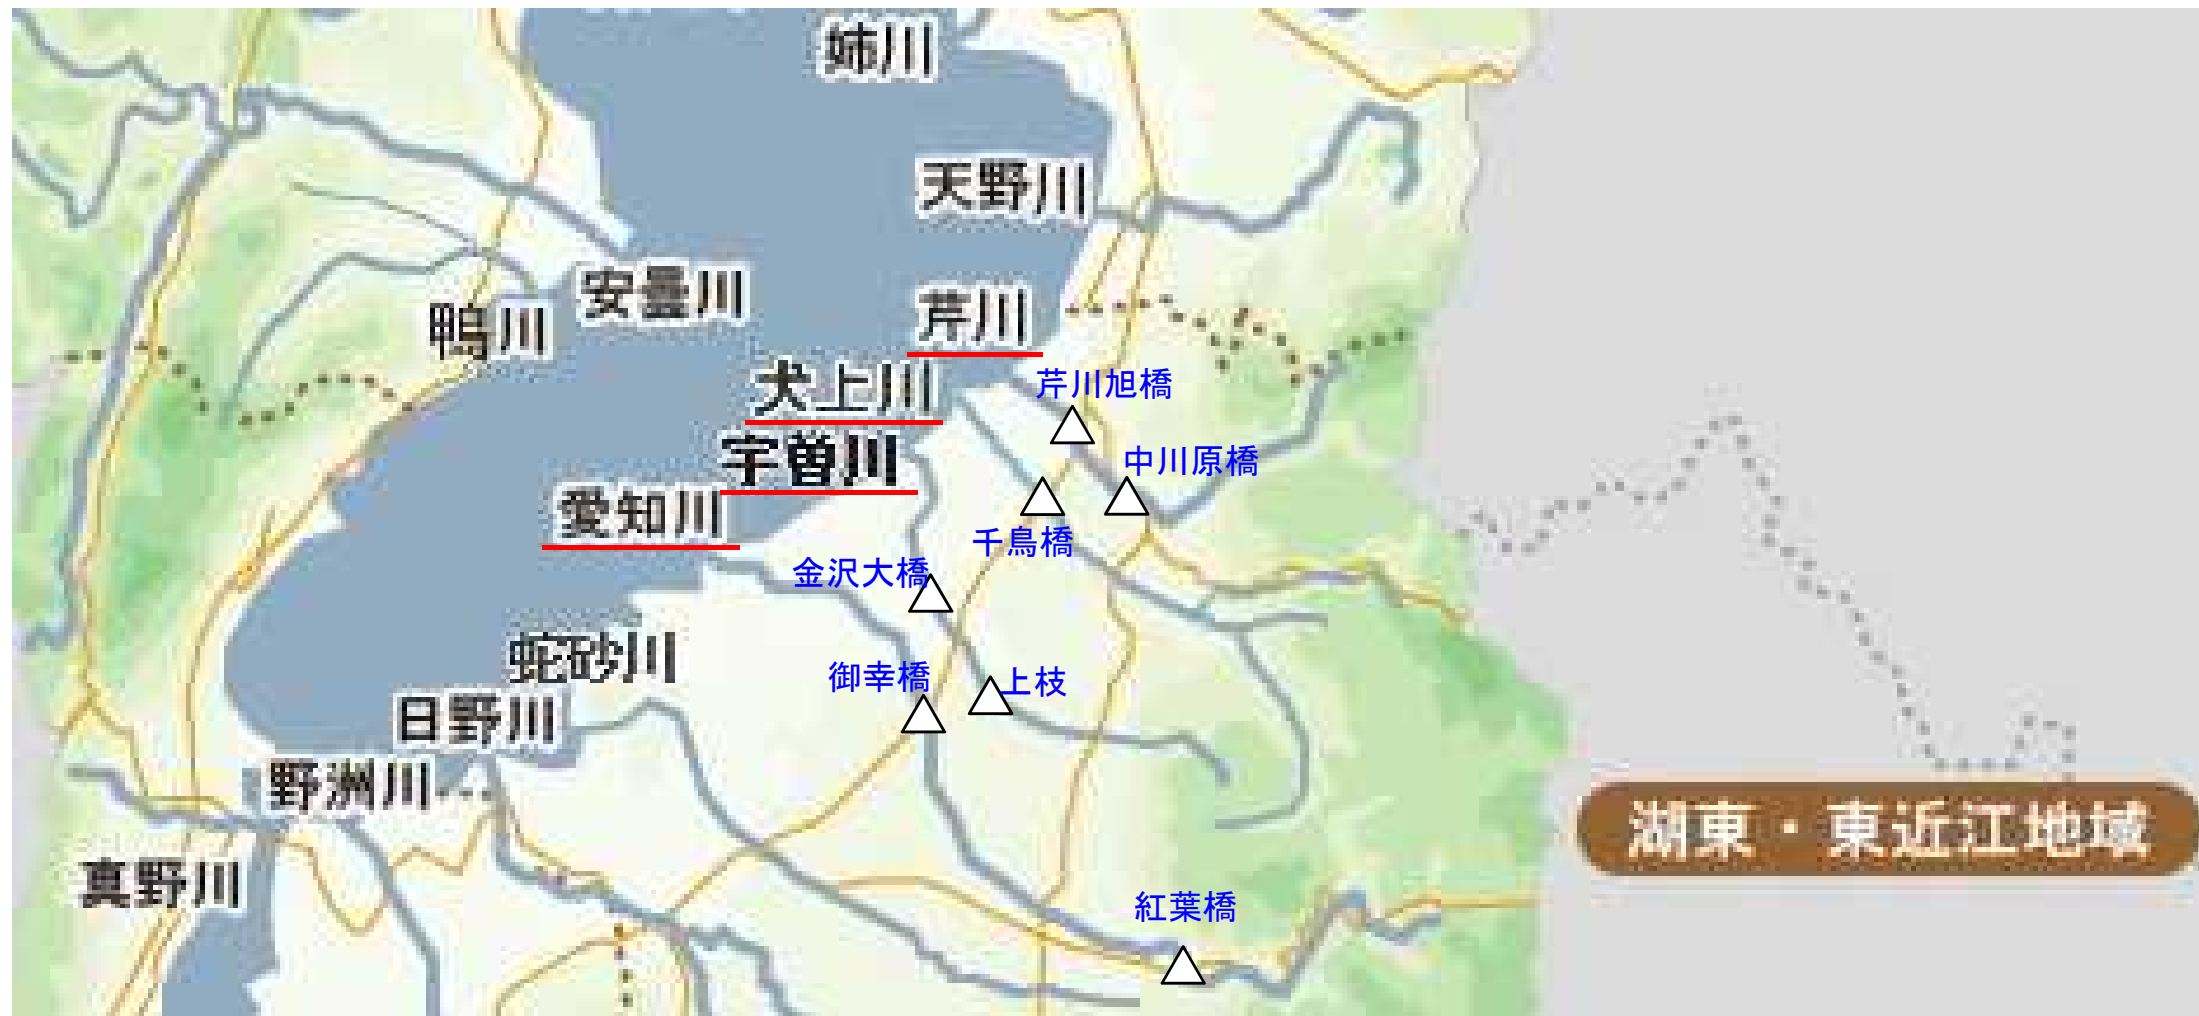 姉川
天野川
安曇川
鴨川
芹川
犬上川
芹川旭橋
宇曽川
中川原橋
愛知川
千鳥橋
金沢大橋
蛇砂川
御幸橋
上枝
日野川
野洲川
湖東・東近江地域
真野川
紅葉橋